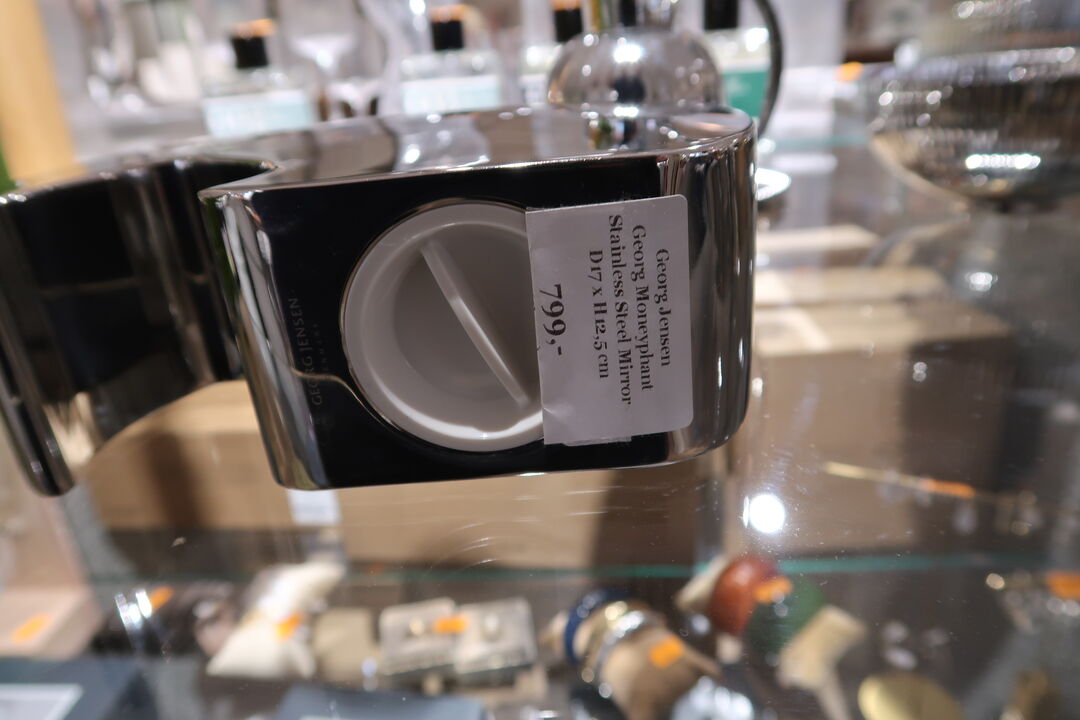 Georg Jensen
Georg Moneyphant
Stainless Steel Mirror
D17 x H12,5 cm
799,-
GEORG JENSEN